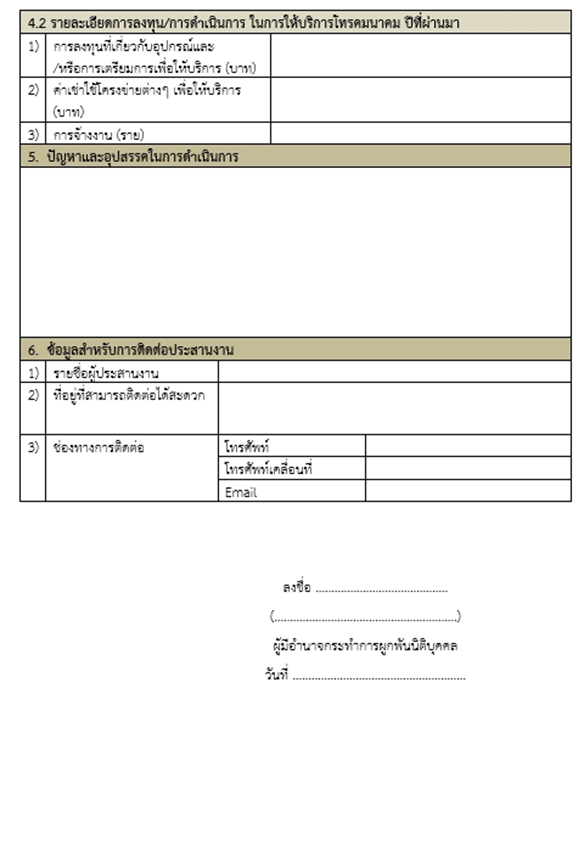 4.2 รายละเอียดการลงทุน/การดำเนินการ ในการให้บริการโทรคมนาคม ปีที่ผ่านมา
1) การลงทุนที่เกี่ยวกับอุปกรณ์และ
/หรือการเตรียมการเพื่อให้บริการ (บาท)
2) ค่าเช่าใช้โครงข่ายต่างๆ เพื่อให้บริการ
(บาท)
3) การจ้างงาน (ราย)
5. ปัญหาและอุปสรรคในการดำเนินการ
6. ข้อมูลสำหรับการติดต่อประสานงาน
1) รายชื่อผู้ประสานงาน
2) ที่อยู่ที่สามารถติดต่อได้สะดวก
3) ช่องทางการติดต่อ โทรศัพท์
โทรศัพท์เคลื่อนที่
Email
ลงชื่อ ..........................................
(..........................................................)
ผู้มีอำนาจกระทำการผูกพันนิติบุคคล
วันที่ .......................................................